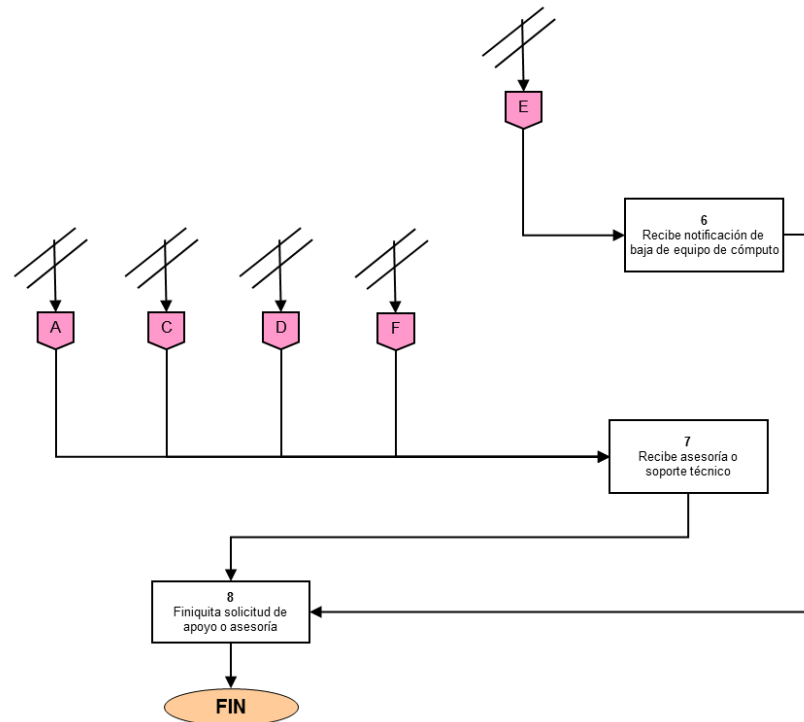 E
6
Recibe notificación de
baja de equipo de cómputo
A
C
D
F
7
Recibe asesoría o
soporte técnico
8
Finiquita solicitud de
apoyo o asesoría
FIN